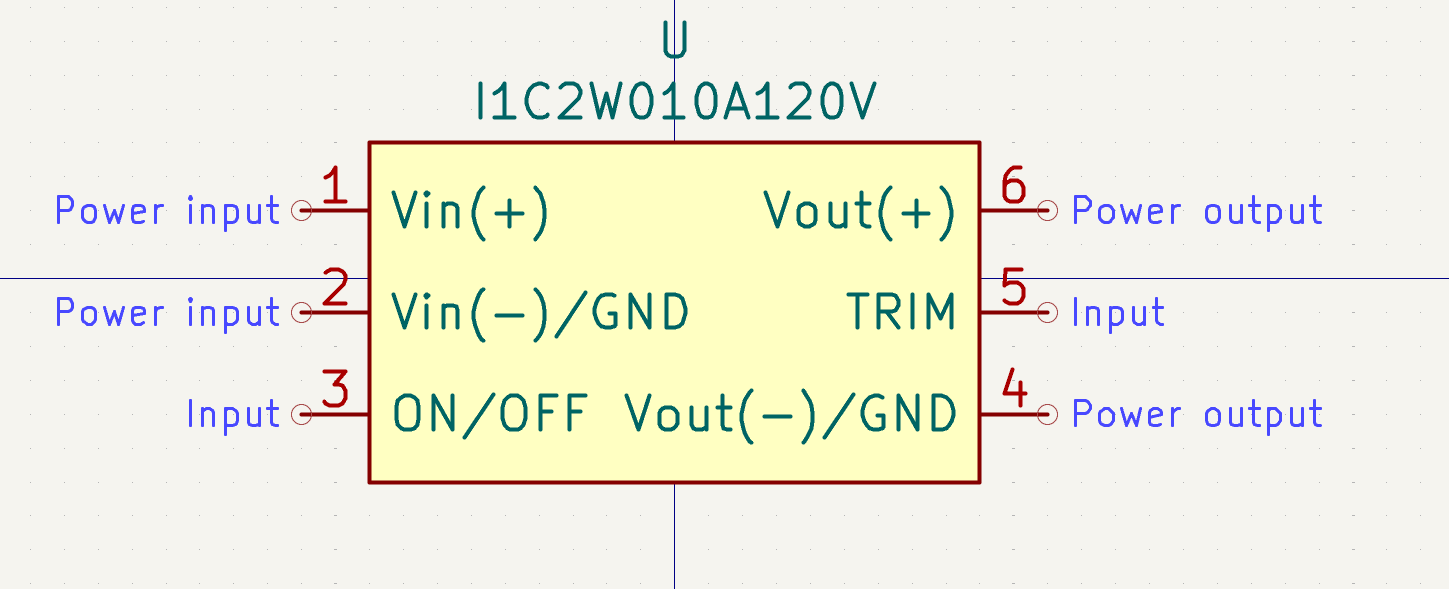 U
I1C2W010A120V
Power input 1 Vin(+) Vout(+) 6 Power output
Power input 2 Vin(-)/GND TRIM 5 Input
Input 3 ON/OFF Vout(-)/GND 4 Power output